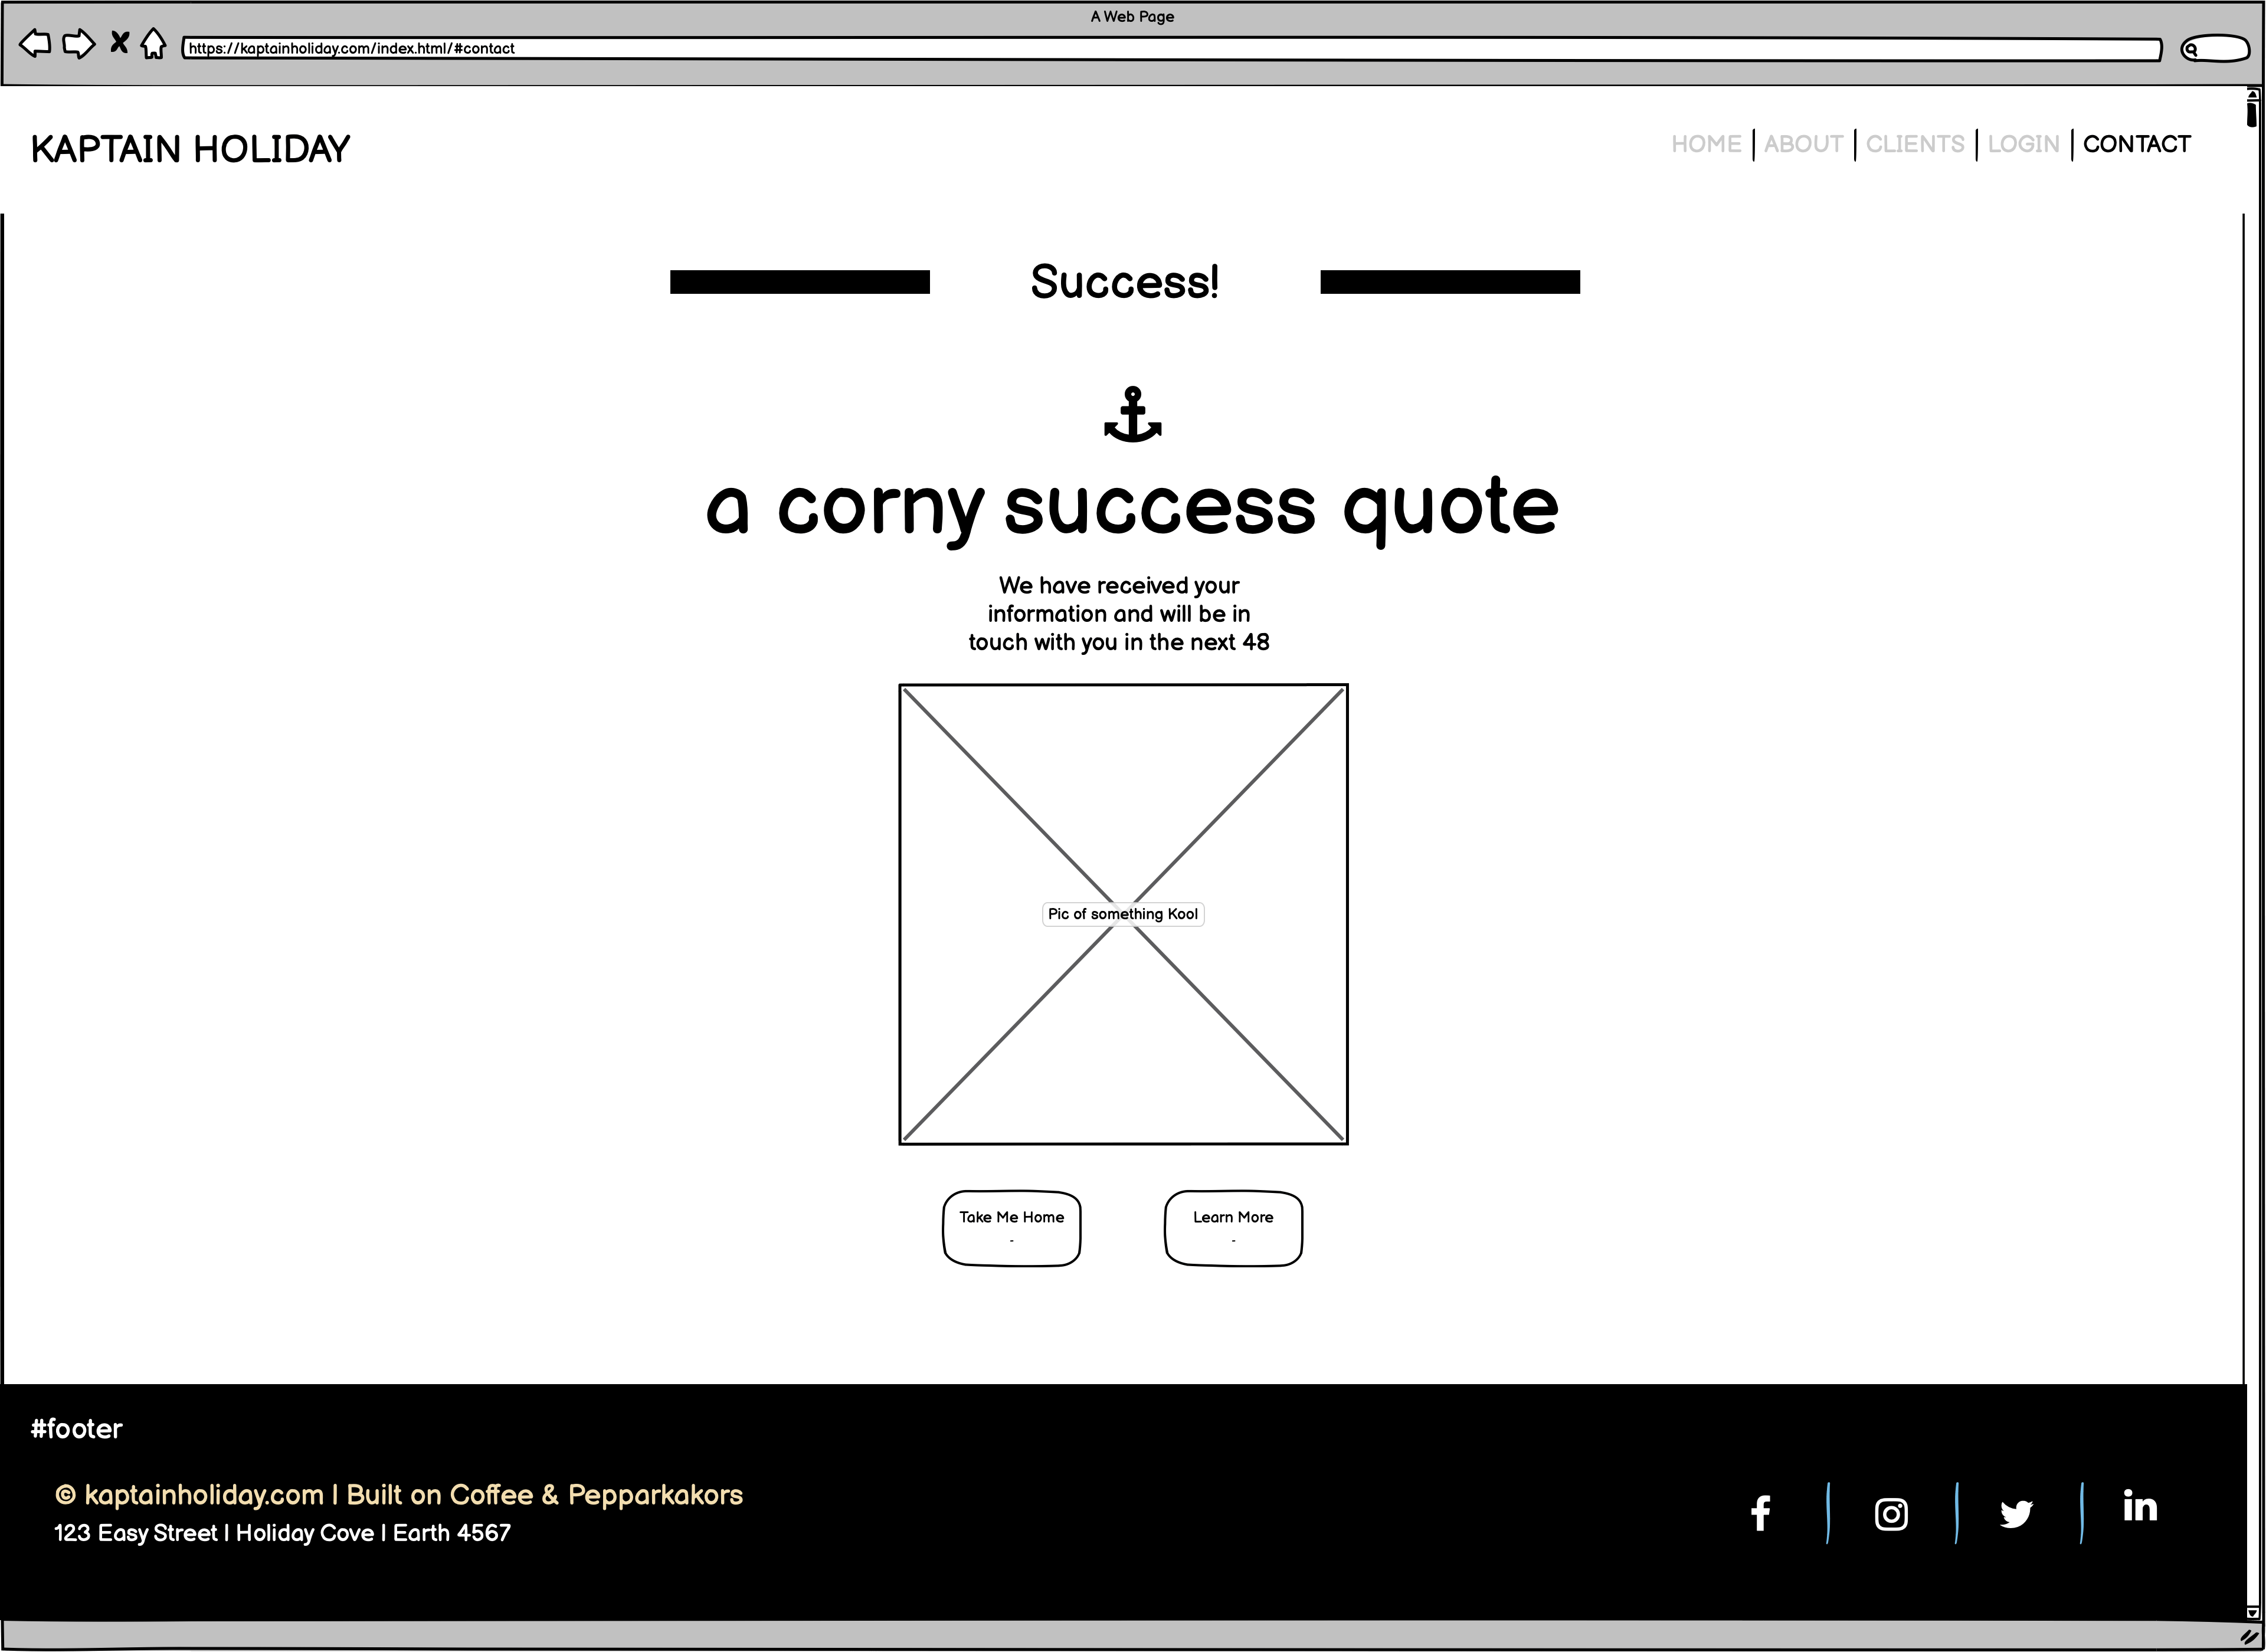 A Web Page
https://kaptainholiday.com/index.html/#contact
KAPTAIN HOLIDAY
HOME | ABOUT | CLIENTS | LOGIN | CONTACT
Success!
a corny success quote
We have received your
information and will be in
touch with you in the next 48
Pic of something Kool
Take Me Home
-
Learn More
-
#footer
© kaptainholiday.com | Built on Coffee & Pepparkakors
123 Easy Street | Holiday Cove | Earth 4567